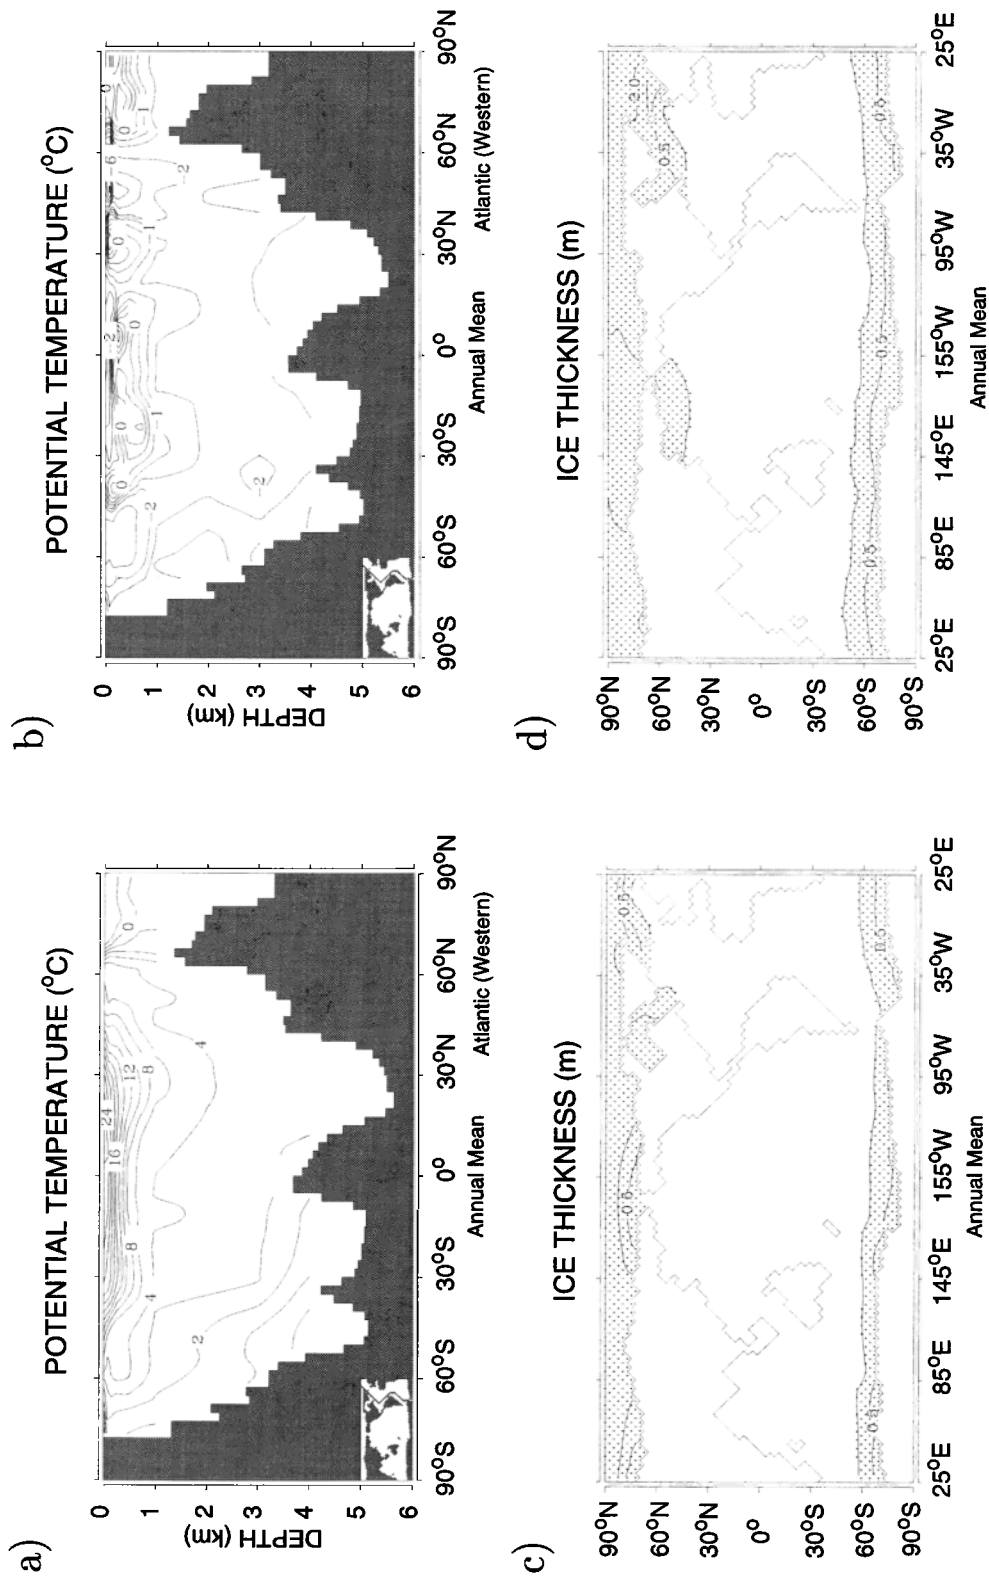 a)
POTENTIAL TEMPERATURE (°C)
0
1
2
3
4
5
6
DEPTH (km)
24
16
12
8
8
4
4
2
0
90°S 60°S 30°S 0° 30°N 60°N 90°N
Annual Mean
Atlantic (Western)
b)
POTENTIAL TEMPERATURE (°C)
0
1
2
3
4
5
6
DEPTH (km)
0
0
0
0
0
0
-1
-1
-1
-2
-2
-2
-2
90°S 60°S 30°S 0° 30°N 60°N 90°N
Annual Mean
Atlantic (Western)
c)
ICE THICKNESS (m)
90°N
60°N
30°N
0°
30°S
60°S
90°S
0.5
0.5
0.5
0.5
25°E 85°E 145°E 155°W 95°W 35°W 25°E
Annual Mean
d)
ICE THICKNESS (m)
90°N
60°N
30°N
0°
30°S
60°S
90°S
2.0
0.5
0.5
0.5
0.5
25°E 85°E 145°E 155°W 95°W 35°W 25°E
Annual Mean